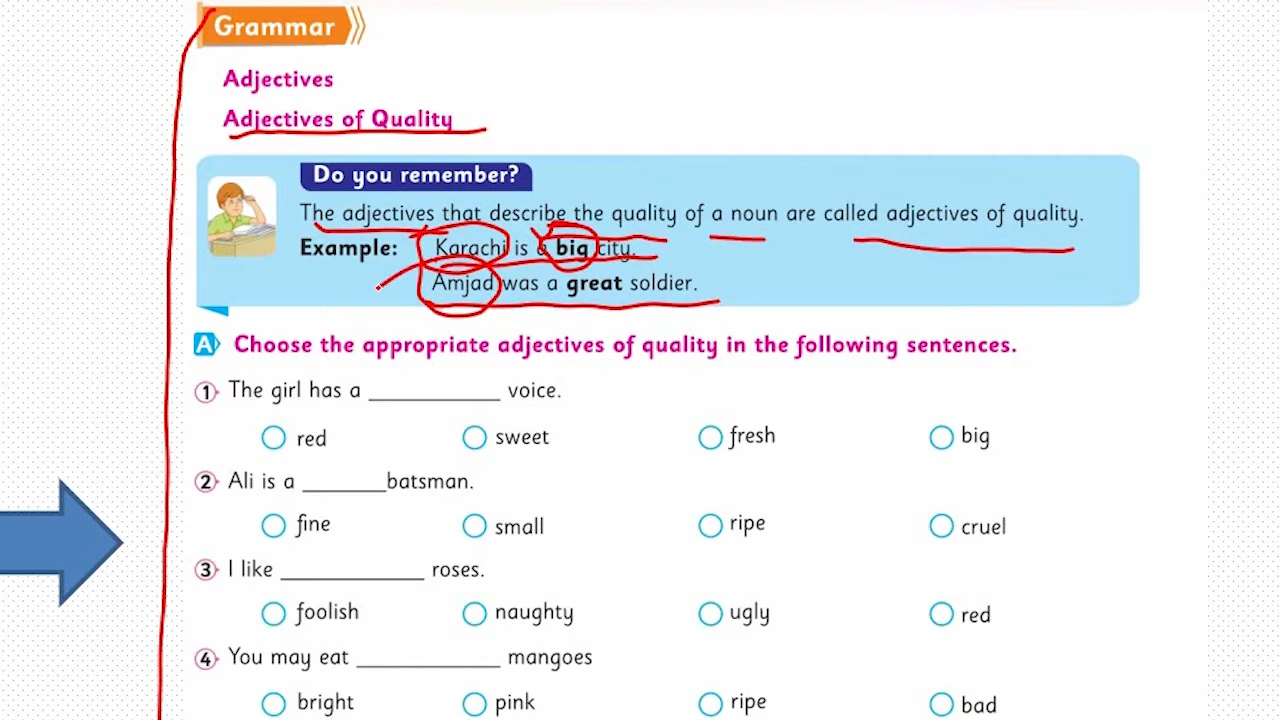 Grammar
Adjectives
Adjectives of Quality
Do you remember?
The adjectives that describe the quality of a noun are called adjectives of quality.
Example: Karachi is a big city.
Amjad was a great soldier.
A Choose the appropriate adjectives of quality in the following sentences.
1 The girl has a ___________ voice.
red sweet fresh big
2 Ali is a _______batsman.
fine small ripe cruel
3 I like ____________ roses.
foolish naughty ugly red
4 You may eat ____________ mangoes
bright pink ripe bad